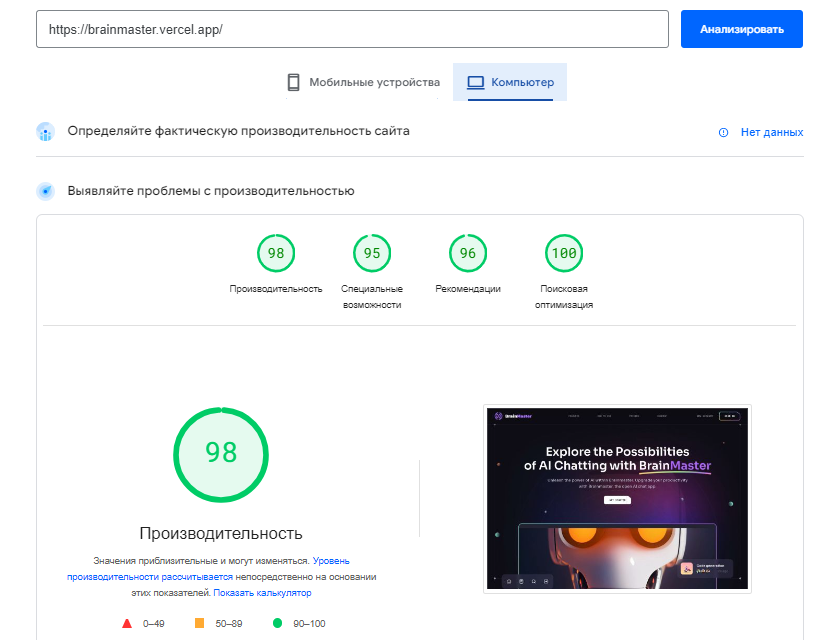 https://brainmaster.vercel.app/
Анализировать
Мобильные устройства
Компьютер
Определяйте фактическую производительность сайта
Нет данных
Выявляйте проблемы с производительностью
98
95
96
100
Производительность
Специальные
возможности
Рекомендации
Поисковая
оптимизация
98
Производительность
Значения приблизительные и могут изменяться. Уровень
производительности рассчитывается непосредственно на основании
этих показателей. Показать калькулятор
0–49
50–89
90–100
BrainMaster
Explore the Possibilities
of AI Chatting with BrainMaster